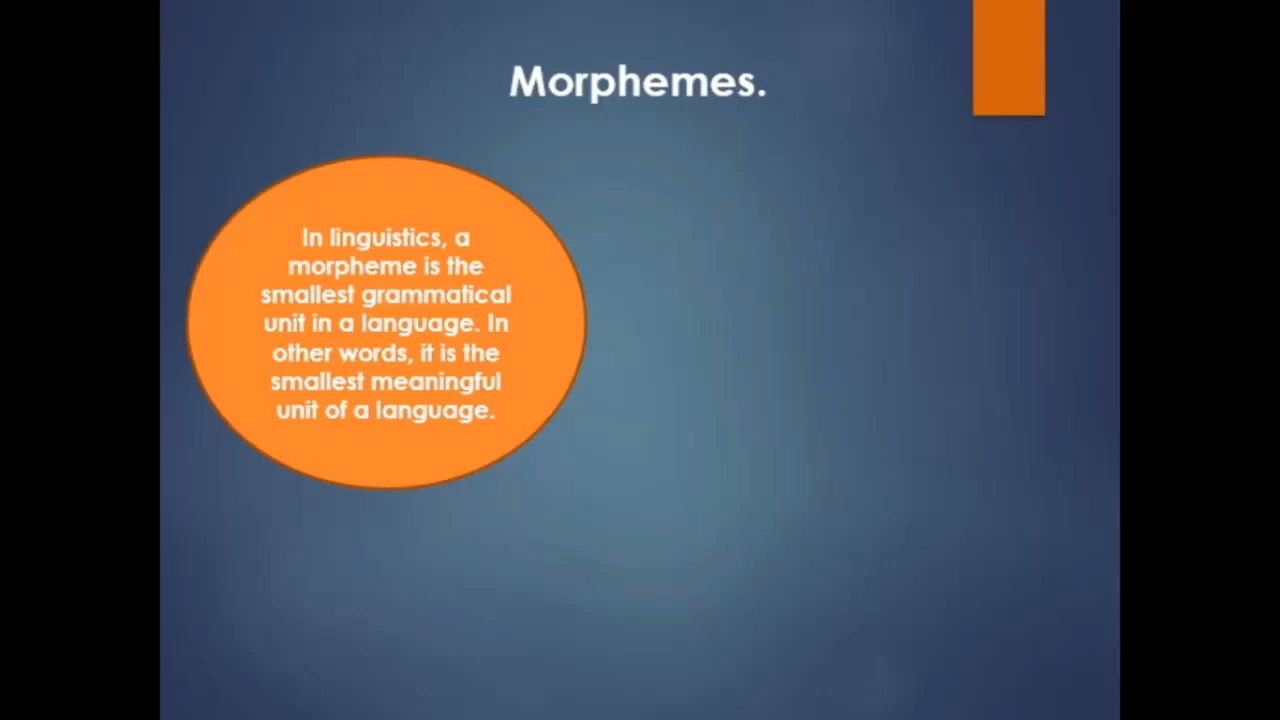 Morphemes.
In linguistics, a
morpheme is the
smallest grammatical
unit in a language. In
other words, it is the
smallest meaningful
unit of a language.